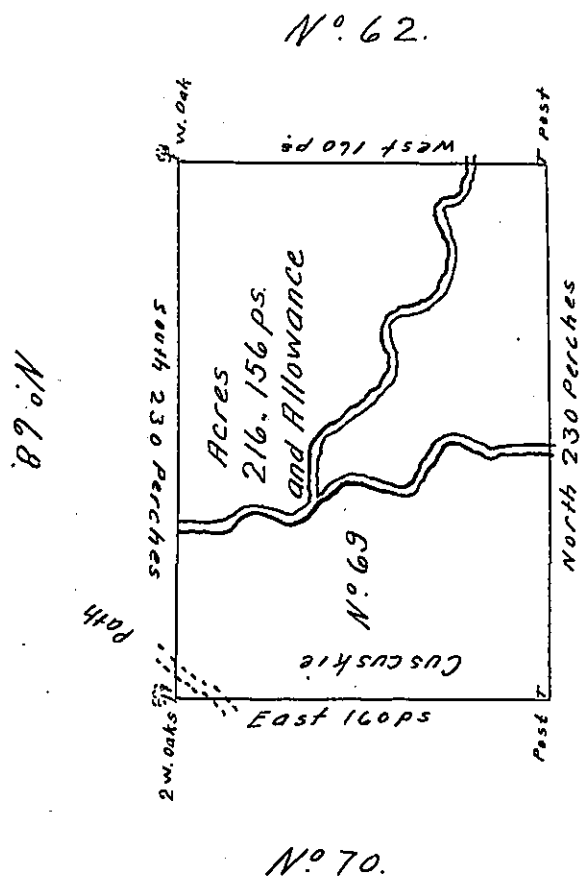 Nº. 62.
W. Oak
West 160 ps.
Post
No. 68.
South 230 Perches
Acres
216. 156 ps.
and Allowance
Nº 69
North 230 Perches
Path
Cuscuskie
2 W. Oaks
East 160 ps
Post
Nº 70.